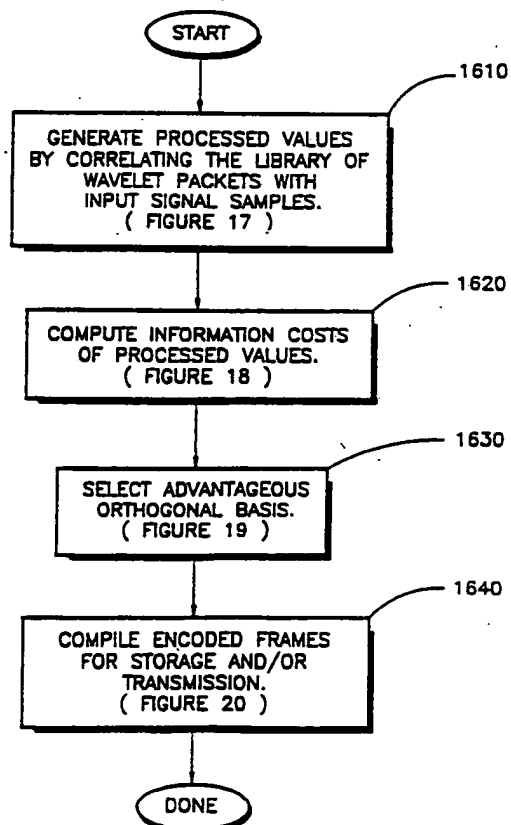 START
1610
GENERATE PROCESSED VALUES
BY CORRELATING THE LIBRARY OF
WAVELET PACKETS WITH
INPUT SIGNAL SAMPLES.
( FIGURE 17 )
1620
COMPUTE INFORMATION COSTS
OF PROCESSED VALUES.
( FIGURE 18 )
1630
SELECT ADVANTAGEOUS
ORTHOGONAL BASIS.
( FIGURE 19 )
1640
COMPILE ENCODED FRAMES
FOR STORAGE AND/OR
TRANSMISSION.
( FIGURE 20 )
DONE